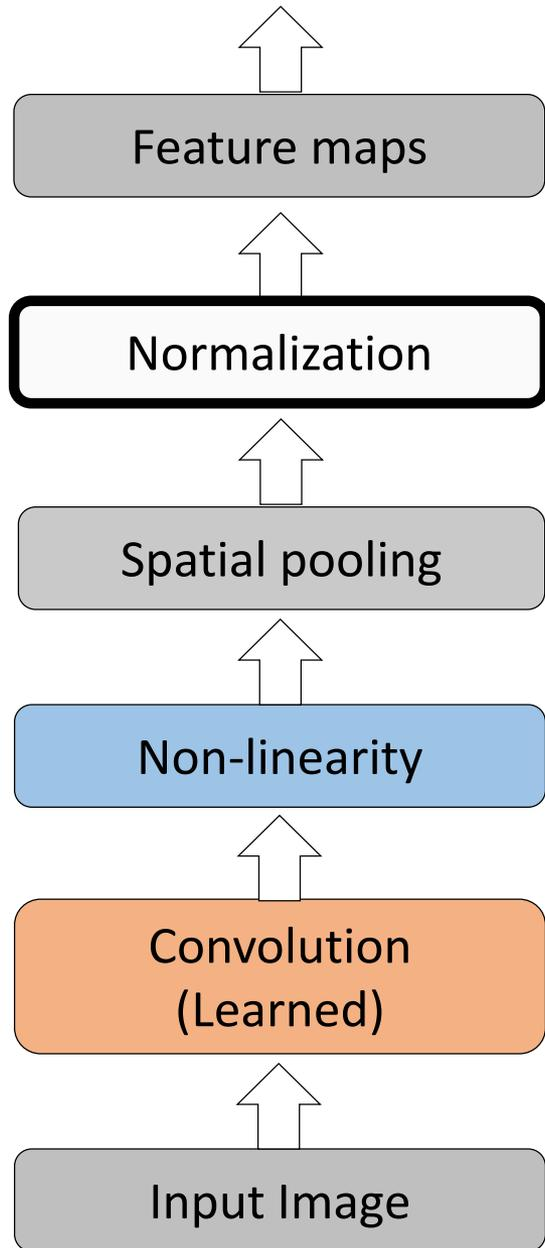 Feature maps
Normalization
Spatial pooling
Non-linearity
Convolution
(Learned)
Input Image